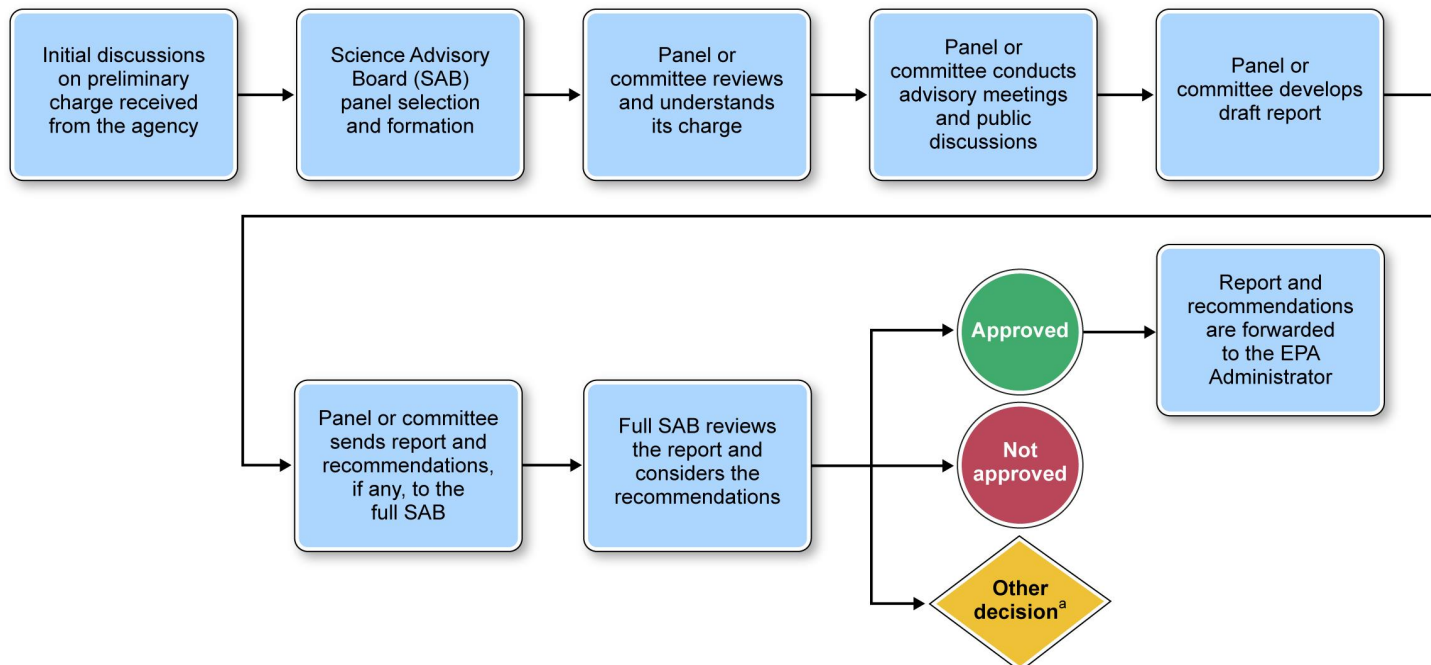 Initial discussions
on preliminary
charge received
from the agency
Science Advisory
Board (SAB)
panel selection
and formation
Panel or
committee reviews
and understands
its charge
Panel or
committee conducts
advisory meetings
and public
discussions
Panel or
committee develops
draft report
Panel or committee
sends report and
recommendations,
if any, to the
full SAB
Full SAB reviews
the report and
considers the
recommendations
Approved
Report and
recommendations
are forwarded
to the EPA
Administrator
Not
approved
Other
decisionᵃ